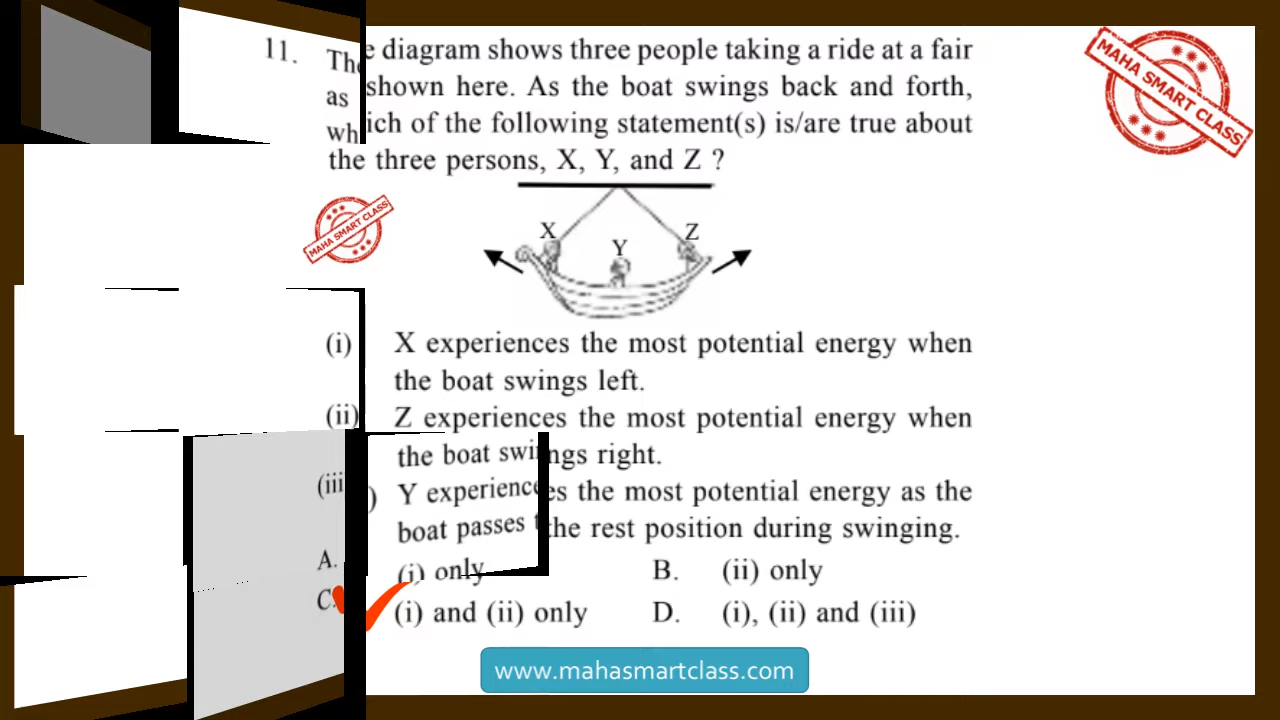 11. The diagram shows three people taking a ride at a fair
as shown here. As the boat swings back and forth,
which of the following statement(s) is/are true about
the three persons, X, Y, and Z ?
MAHA SMART CLASS
MAHA SMART CLASS
X
Y
Z
(i) X experiences the most potential energy when
the boat swings left.
(ii) Z experiences the most potential energy when
the boat swings right.
(iii) Y experiences the most potential energy as the
boat passes the rest position during swinging.
A. (i) only B. (ii) only
C. (i) and (ii) only D. (i), (ii) and (iii)
www.mahasmartclass.com